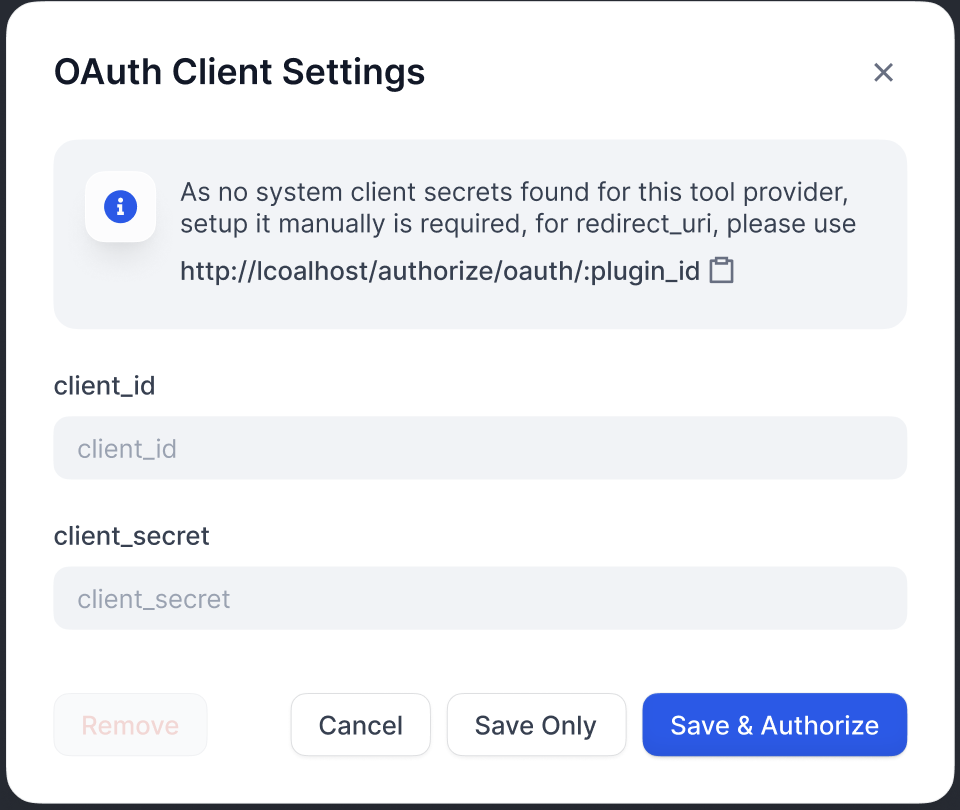 OAuth Client Settings
As no system client secrets found for this tool provider,
setup it manually is required, for redirect_uri, please use
http://lcoalhost/authorize/oauth/:plugin_id
client_id
client_id
client_secret
client_secret
Remove
Cancel
Save Only
Save & Authorize